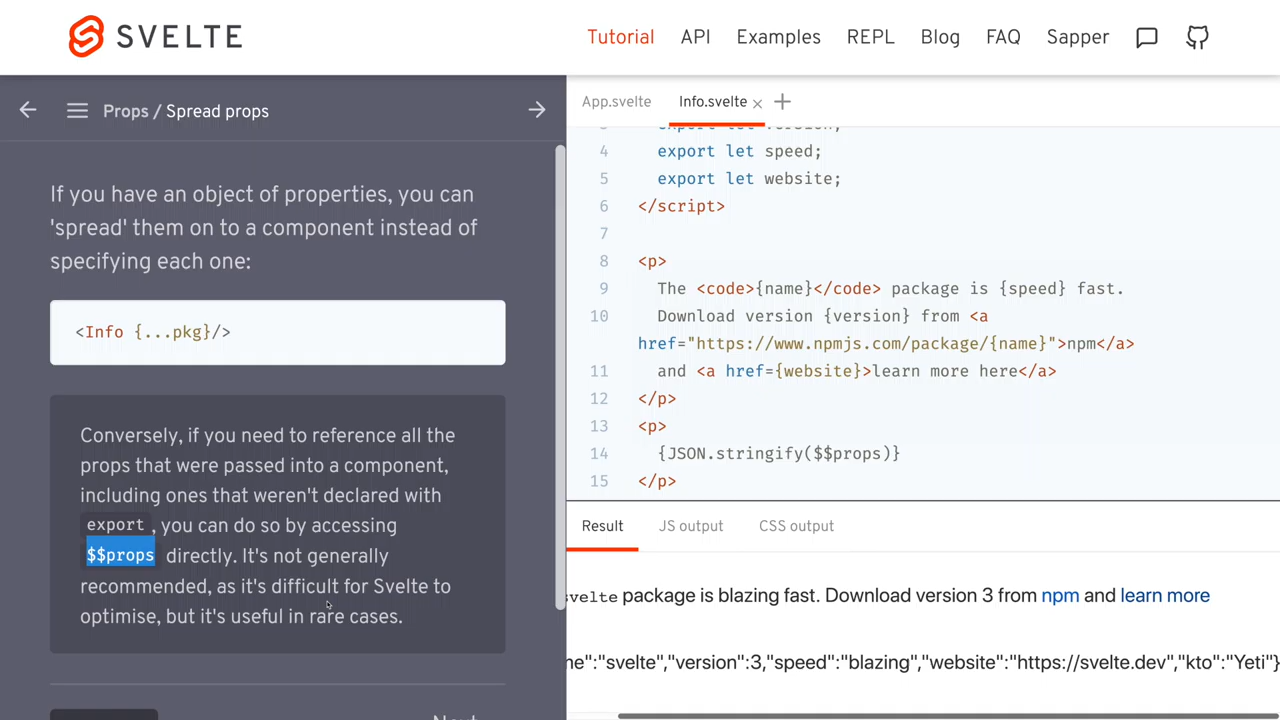 SVELTE
Tutorial API Examples REPL Blog FAQ Sapper
Props / Spread props
If you have an object of properties, you can
'spread' them on to a component instead of
specifying each one:
<Info {...pkg}/>
Conversely, if you need to reference all the
props that were passed into a component,
including ones that weren't declared with
export , you can do so by accessing
$$props directly. It's not generally
recommended, as it's difficult for Svelte to
optimise, but it's useful in rare cases.
App.svelte Info.svelte × +
export let version;
4 export let speed;
5 export let website;
6 </script>
7
8 <p>
9 The <code>{name}</code> package is {speed} fast.
10 Download version {version} from <a
href="https://www.npmjs.com/package/{name}">npm</a>
11 and <a href={website}>learn more here</a>
12 </p>
13 <p>
14 {JSON.stringify($$props)}
15 </p>
Result JS output CSS output
svelte package is blazing fast. Download version 3 from npm and learn more
me":"svelte","version":3,"speed":"blazing","website":"https://svelte.dev","kto":"Yeti"}